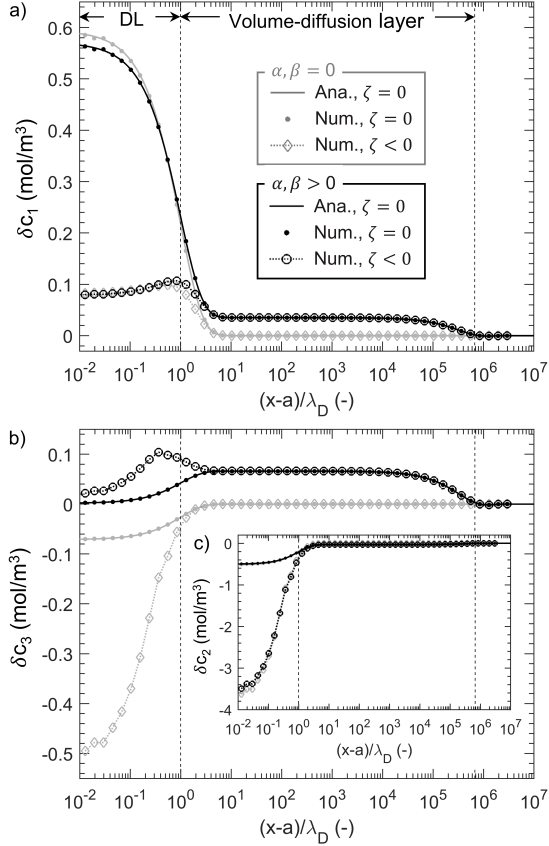 a)
DL
Volume-diffusion layer
0.6
0.5
0.4
0.3
0.2
0.1
0
δc₁ (mol/m³)
α, β = 0
Ana., ζ = 0
Num., ζ = 0
Num., ζ < 0
α, β > 0
Ana., ζ = 0
Num., ζ = 0
Num., ζ < 0
10⁻² 10⁻¹ 10⁰ 10¹ 10² 10³ 10⁴ 10⁵ 10⁶ 10⁷
(x-a)/λ_D (-)
b)
0.1
0
-0.1
-0.2
-0.3
-0.4
-0.5
δc₃ (mol/m³)
c)
0
-1
-2
-3
-4
δc₂ (mol/m³)
10⁻² 10⁻¹ 10⁰ 10¹ 10² 10³ 10⁴ 10⁵ 10⁶ 10⁷
(x-a)/λ_D (-)
10⁻² 10⁻¹ 10⁰ 10¹ 10² 10³ 10⁴ 10⁵ 10⁶ 10⁷
(x-a)/λ_D (-)